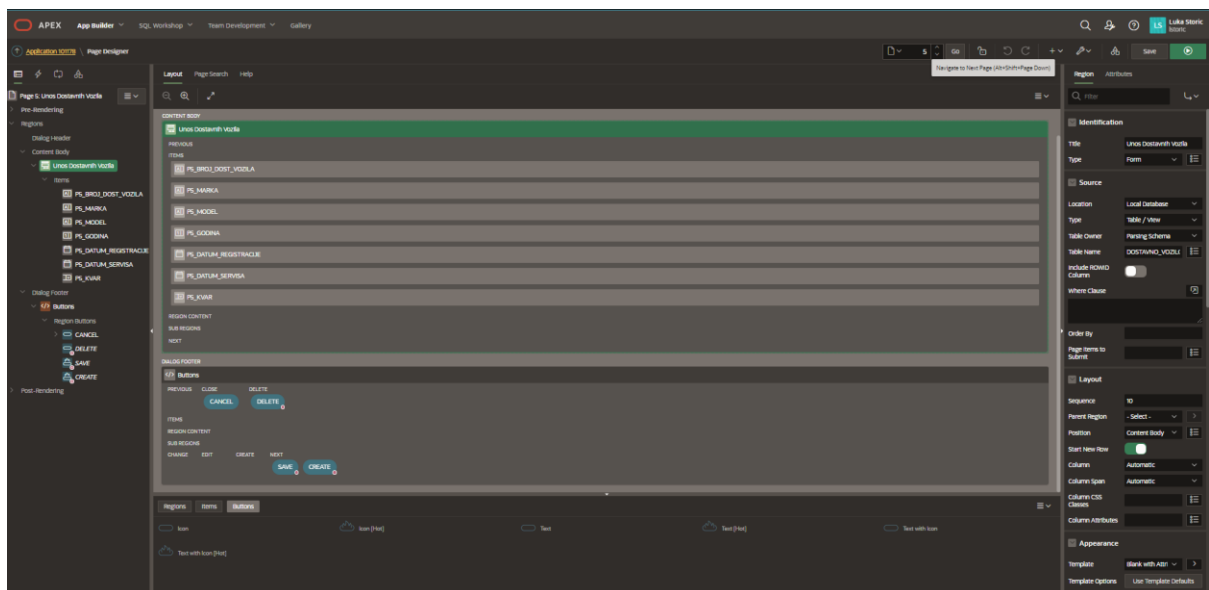 APEX App Builder SQL Workshop Team Development Gallery Luka Storic
LS lstoric
Application 101178 \ Page Designer 5 Go Save
Navigate to Next Page (Alt+Shift+Page Down)
Page 5: Unos Dostavnih Vozila
Pre-Rendering
Regions
Dialog Header
Content Body
Unos Dostavnih Vozila
Items
P5_BROJ_DOST_VOZILA
P5_MARKA
P5_MODEL
P5_GODINA
P5_DATUM_REGISTRACIJE
P5_DATUM_SERVISA
P5_KVAR
Dialog Footer
Buttons
Region Buttons
CANCEL
DELETE
SAVE
CREATE
Post-Rendering
Layout Page Search Help
CONTENT BODY
Unos Dostavnih Vozila
PREVIOUS
ITEMS
P5_BROJ_DOST_VOZILA
P5_MARKA
P5_MODEL
P5_GODINA
P5_DATUM_REGISTRACIJE
P5_DATUM_SERVISA
P5_KVAR
REGION CONTENT
SUB REGIONS
NEXT
DIALOG FOOTER
Buttons
PREVIOUS CLOSE DELETE
CANCEL DELETE
ITEMS
REGION CONTENT
SUB REGIONS
CHANGE EDIT CREATE NEXT
SAVE CREATE
Regions Items Buttons
Icon Icon [Hot] Text Text [Hot] Text with Icon
Text with Icon [Hot]
Region Attributes
Filter
Identification
Title Unos Dostavnih Vozila
Type Form
Source
Location Local Database
Type Table / View
Table Owner Parsing Schema
Table Name DOSTAVNO_VOZIL
Include ROWID
Column
Where Clause
Order By
Page Items to
Submit
Layout
Sequence 10
Parent Region - Select -
Position Content Body
Start New Row
Column Automatic
Column Span Automatic
Column CSS
Classes
Column Attributes
Appearance
Template Blank with Attri
Template Options Use Template Defaults